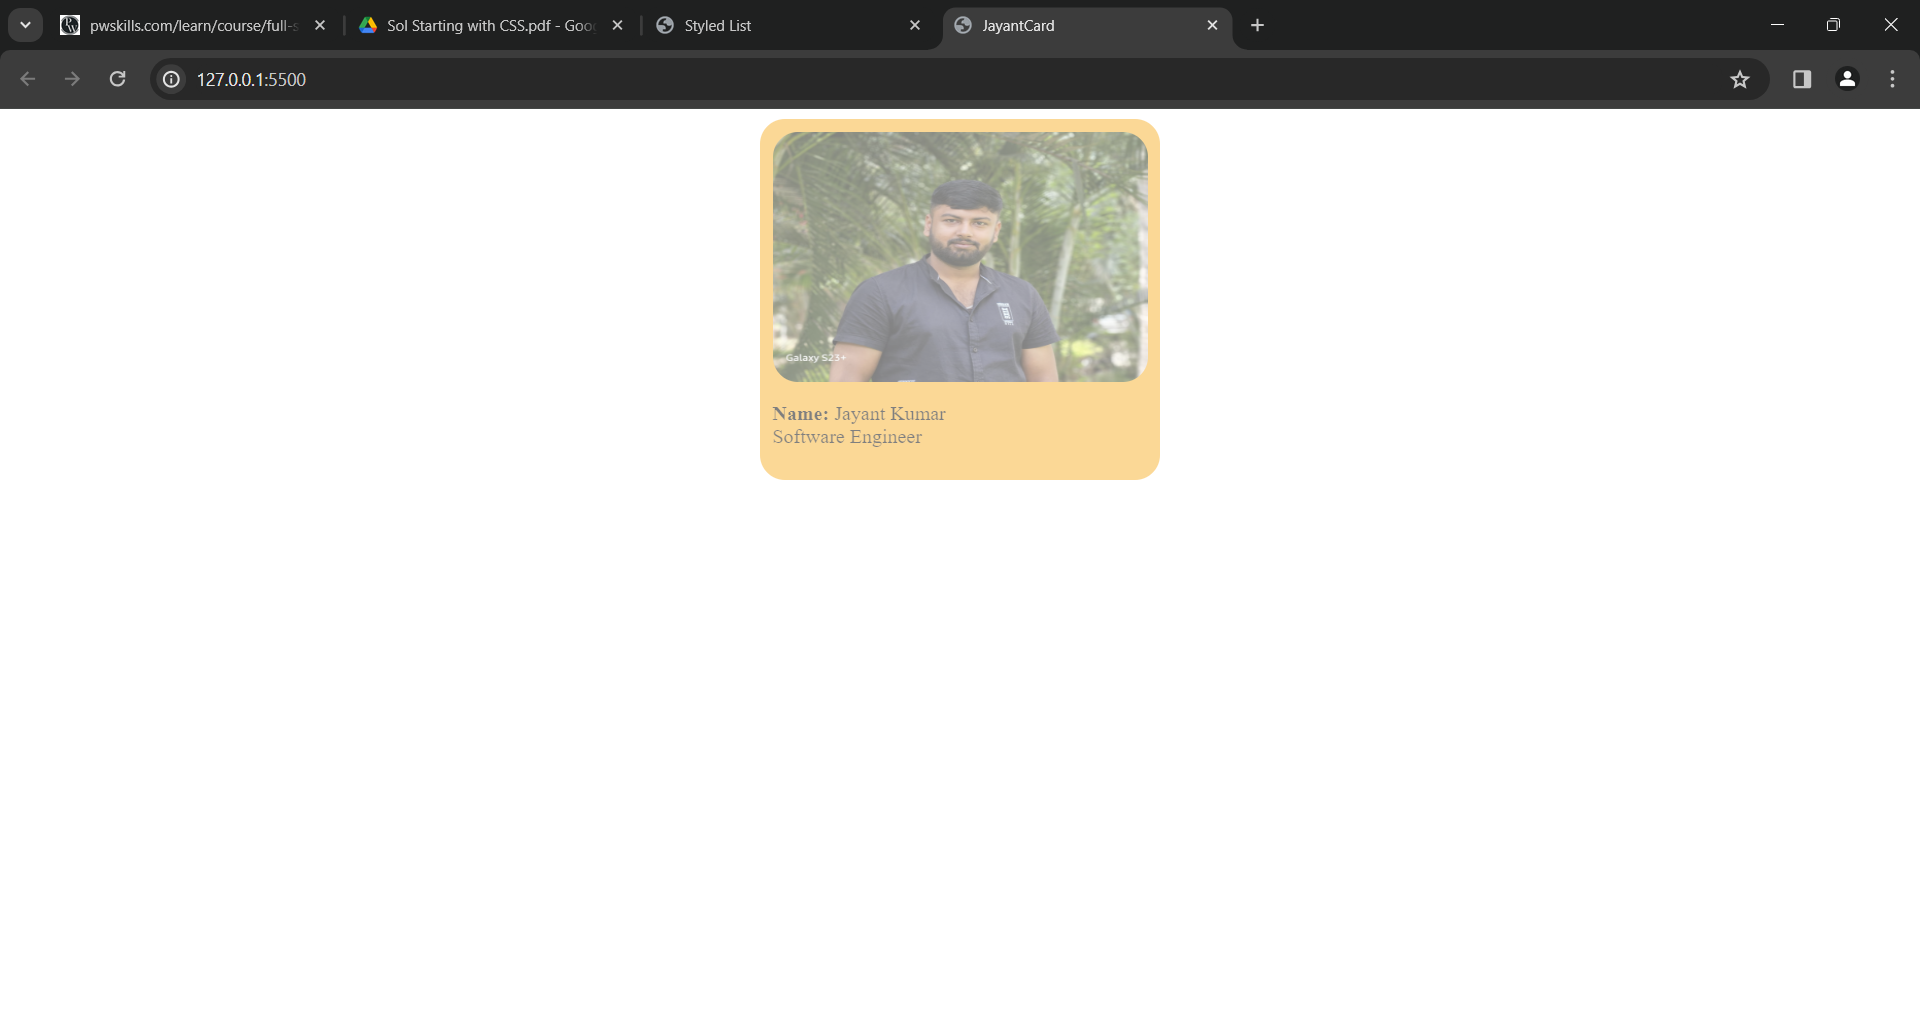 pwskills.com/learn/course/full-s
Sol Starting with CSS.pdf - Goo
Styled List
JayantCard
127.0.0.1:5500
Galaxy S23+
Name: Jayant Kumar
Software Engineer